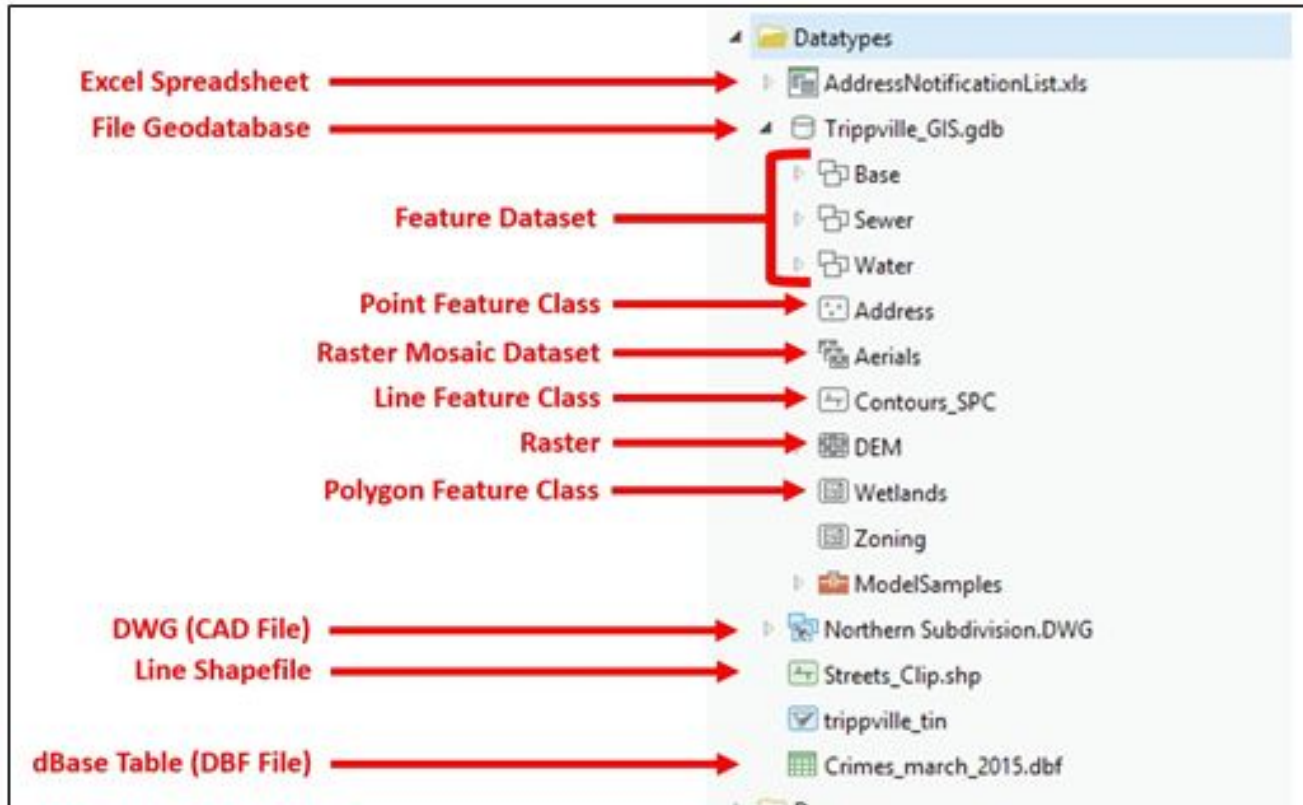 Datatypes
Excel Spreadsheet AddressNotificationList.xls
File Geodatabase Trippville_GIS.gdb
Base
Feature Dataset Sewer
Water
Point Feature Class Address
Raster Mosaic Dataset Aerials
Line Feature Class Contours_SPC
Raster DEM
Polygon Feature Class Wetlands
Zoning
ModelSamples
DWG (CAD File) Northern Subdivision.DWG
Line Shapefile Streets_Clip.shp
trippville_tin
dBase Table (DBF File) Crimes_march_2015.dbf